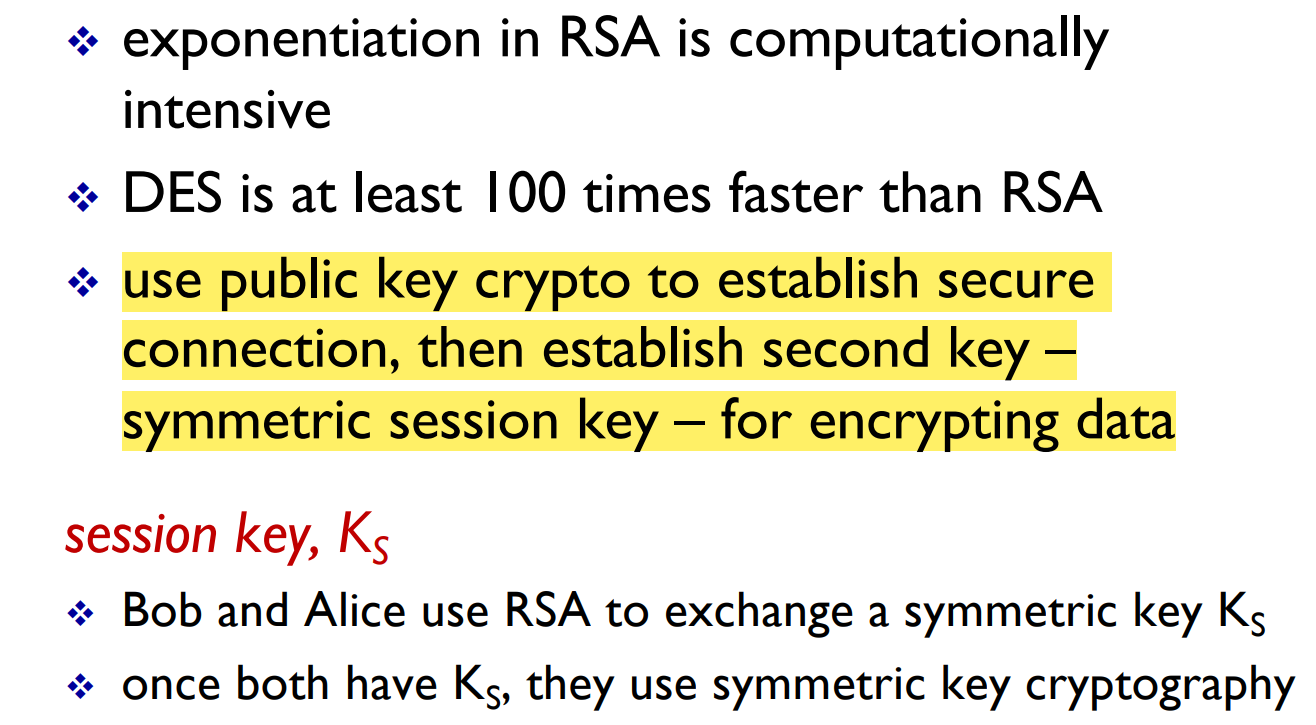 ❖ exponentiation in RSA is computationally
intensive
❖ DES is at least 100 times faster than RSA
❖ use public key crypto to establish secure
connection, then establish second key –
symmetric session key – for encrypting data
session key, K_S
❖ Bob and Alice use RSA to exchange a symmetric key K_S
❖ once both have K_S, they use symmetric key cryptography